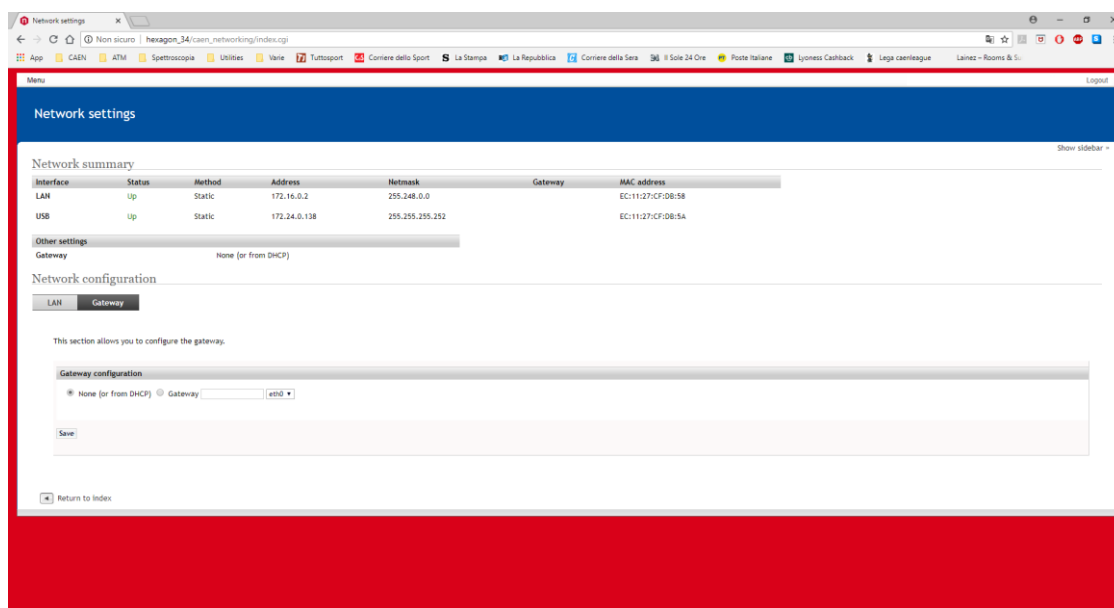 Network settings
Non sicuro | hexagon_34/caen_networking/index.cgi
App CAEN ATM Spettroscopia Utilities Varie Tuttosport Corriere dello Sport La Stampa La Repubblica Corriere della Sera Il Sole 24 Ore Poste Italiane Lyoness Cashback Lega caenleague Lainez – Rooms & Su
Menu Logout
Network settings
Show sidebar »
Network summary
Interface Status Method Address Netmask Gateway MAC address
LAN Up Static 172.16.0.2 255.248.0.0 EC:11:27:CF:DB:58
USB Up Static 172.24.0.138 255.255.255.252 EC:11:27:CF:DB:5A
Other settings
Gateway None (or from DHCP)
Network configuration
LAN Gateway
This section allows you to configure the gateway.
Gateway configuration
None (or from DHCP) Gateway eth0
Save
Return to index